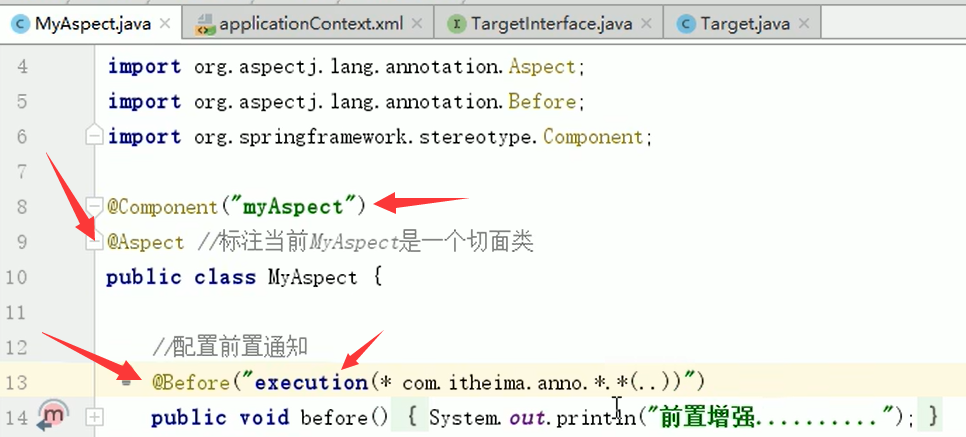 MyAspect.java applicationContext.xml TargetInterface.java Target.java
4 import org.aspectj.lang.annotation.Aspect;
5 import org.aspectj.lang.annotation.Before;
6 import org.springframework.stereotype.Component;
7
8 @Component("myAspect")
9 @Aspect //标注当前MyAspect是一个切面类
10 public class MyAspect {
11
12 //配置前置通知
13 @Before("execution(* com.itheima.anno.*.*(..))")
14 public void before() { System.out.println("前置增强.........."); }